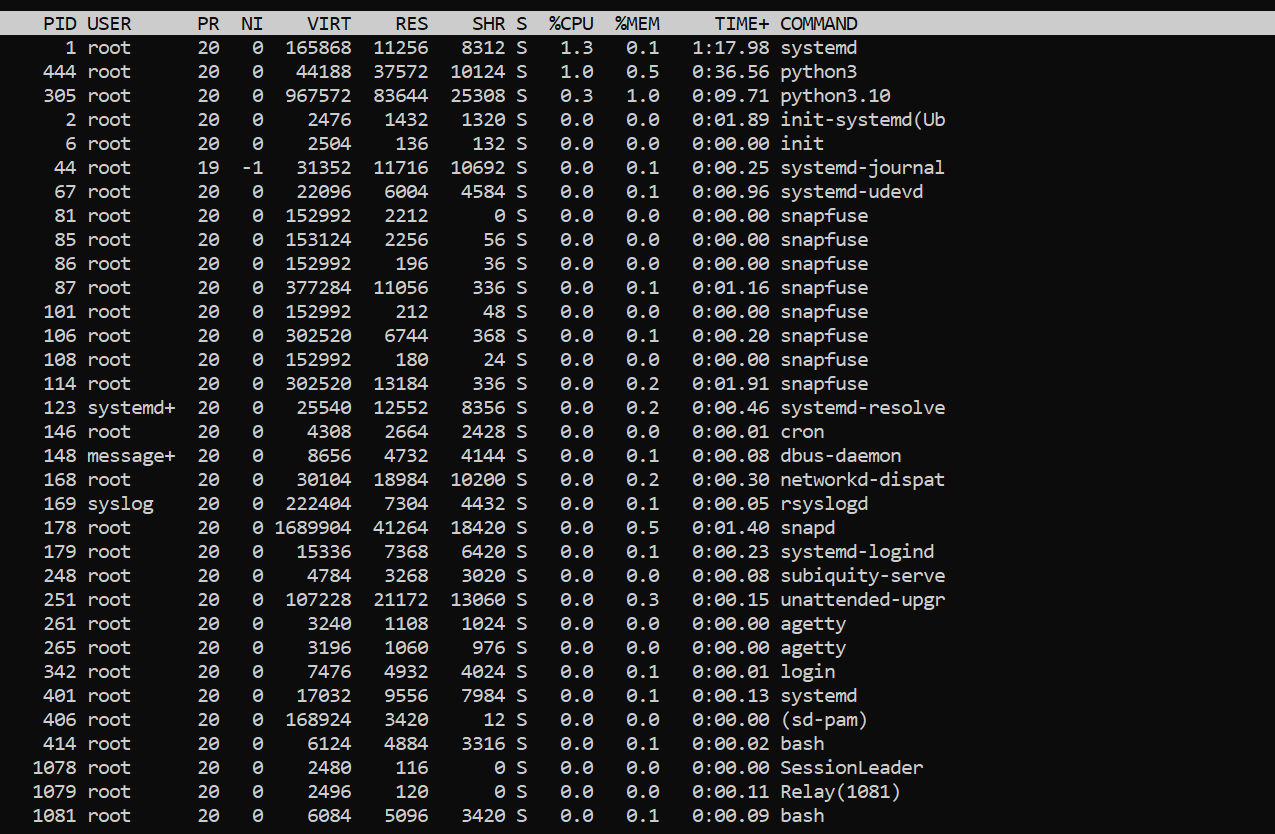 PID USER PR NI VIRT RES SHR S %CPU %MEM TIME+ COMMAND
1 root 20 0 165868 11256 8312 S 1.3 0.1 1:17.98 systemd
444 root 20 0 44188 37572 10124 S 1.0 0.5 0:36.56 python3
305 root 20 0 967572 83644 25308 S 0.3 1.0 0:09.71 python3.10
2 root 20 0 2476 1432 1320 S 0.0 0.0 0:01.89 init-systemd(Ub
6 root 20 0 2504 136 132 S 0.0 0.0 0:00.00 init
44 root 19 -1 31352 11716 10692 S 0.0 0.1 0:00.25 systemd-journal
67 root 20 0 22096 6004 4584 S 0.0 0.1 0:00.96 systemd-udevd
81 root 20 0 152992 2212 0 S 0.0 0.0 0:00.00 snapfuse
85 root 20 0 153124 2256 56 S 0.0 0.0 0:00.00 snapfuse
86 root 20 0 152992 196 36 S 0.0 0.0 0:00.00 snapfuse
87 root 20 0 377284 11056 336 S 0.0 0.1 0:01.16 snapfuse
101 root 20 0 152992 212 48 S 0.0 0.0 0:00.00 snapfuse
106 root 20 0 302520 6744 368 S 0.0 0.1 0:00.20 snapfuse
108 root 20 0 152992 180 24 S 0.0 0.0 0:00.00 snapfuse
114 root 20 0 302520 13184 336 S 0.0 0.2 0:01.91 snapfuse
123 systemd+ 20 0 25540 12552 8356 S 0.0 0.2 0:00.46 systemd-resolve
146 root 20 0 4308 2664 2428 S 0.0 0.0 0:00.01 cron
148 message+ 20 0 8656 4732 4144 S 0.0 0.1 0:00.08 dbus-daemon
168 root 20 0 30104 18984 10200 S 0.0 0.2 0:00.30 networkd-dispat
169 syslog 20 0 222404 7304 4432 S 0.0 0.1 0:00.05 rsyslogd
178 root 20 0 1689904 41264 18420 S 0.0 0.5 0:01.40 snapd
179 root 20 0 15336 7368 6420 S 0.0 0.1 0:00.23 systemd-logind
248 root 20 0 4784 3268 3020 S 0.0 0.0 0:00.08 subiquity-serve
251 root 20 0 107228 21172 13060 S 0.0 0.3 0:00.15 unattended-upgr
261 root 20 0 3240 1108 1024 S 0.0 0.0 0:00.00 agetty
265 root 20 0 3196 1060 976 S 0.0 0.0 0:00.00 agetty
342 root 20 0 7476 4932 4024 S 0.0 0.1 0:00.01 login
401 root 20 0 17032 9556 7984 S 0.0 0.1 0:00.13 systemd
406 root 20 0 168924 3420 12 S 0.0 0.0 0:00.00 (sd-pam)
414 root 20 0 6124 4884 3316 S 0.0 0.1 0:00.02 bash
1078 root 20 0 2480 116 0 S 0.0 0.0 0:00.00 SessionLeader
1079 root 20 0 2496 120 0 S 0.0 0.0 0:00.11 Relay(1081)
1081 root 20 0 6084 5096 3420 S 0.0 0.1 0:00.09 bash